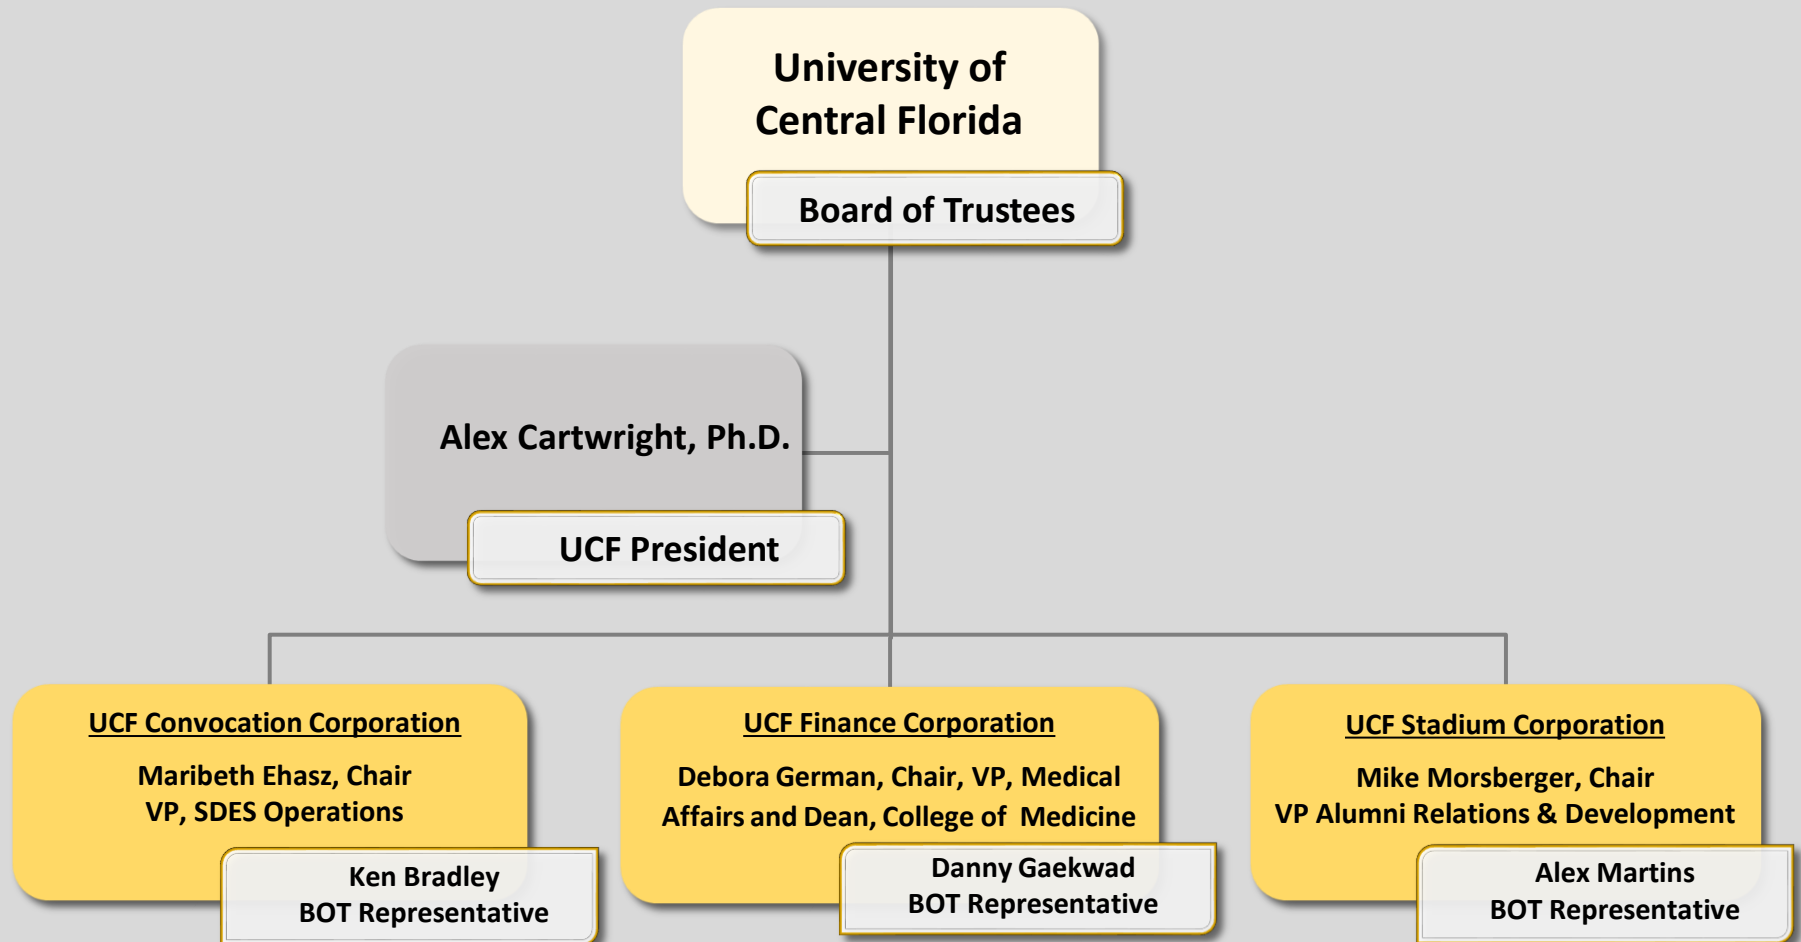 University of
Central Florida
Board of Trustees
Alex Cartwright, Ph.D.
UCF President
UCF Convocation Corporation
Maribeth Ehasz, Chair
VP, SDES Operations
Ken Bradley
BOT Representative
UCF Finance Corporation
Debora German, Chair, VP, Medical
Affairs and Dean, College of Medicine
Danny Gaekwad
BOT Representative
UCF Stadium Corporation
Mike Morsberger, Chair
VP Alumni Relations & Development
Alex Martins
BOT Representative